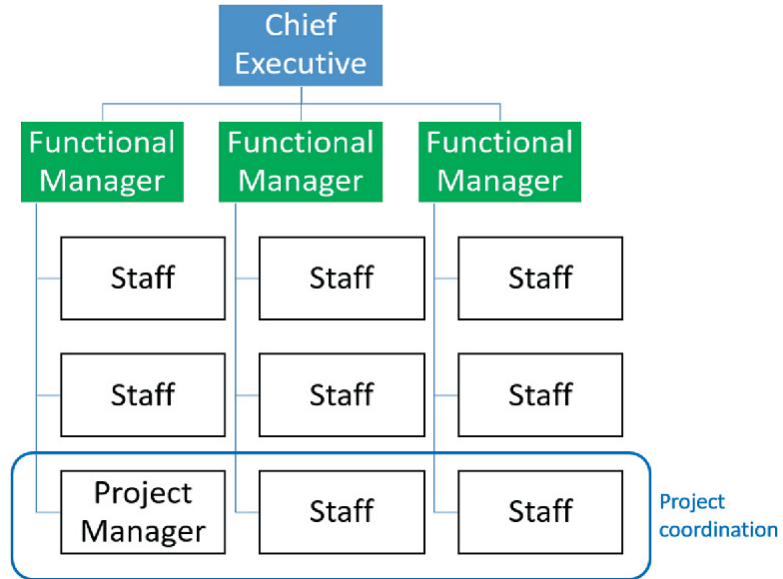 Chief
Executive
Functional
Manager
Functional
Manager
Functional
Manager
Staff
Staff
Staff
Staff
Staff
Staff
Project
Manager
Staff
Staff
Project
coordination